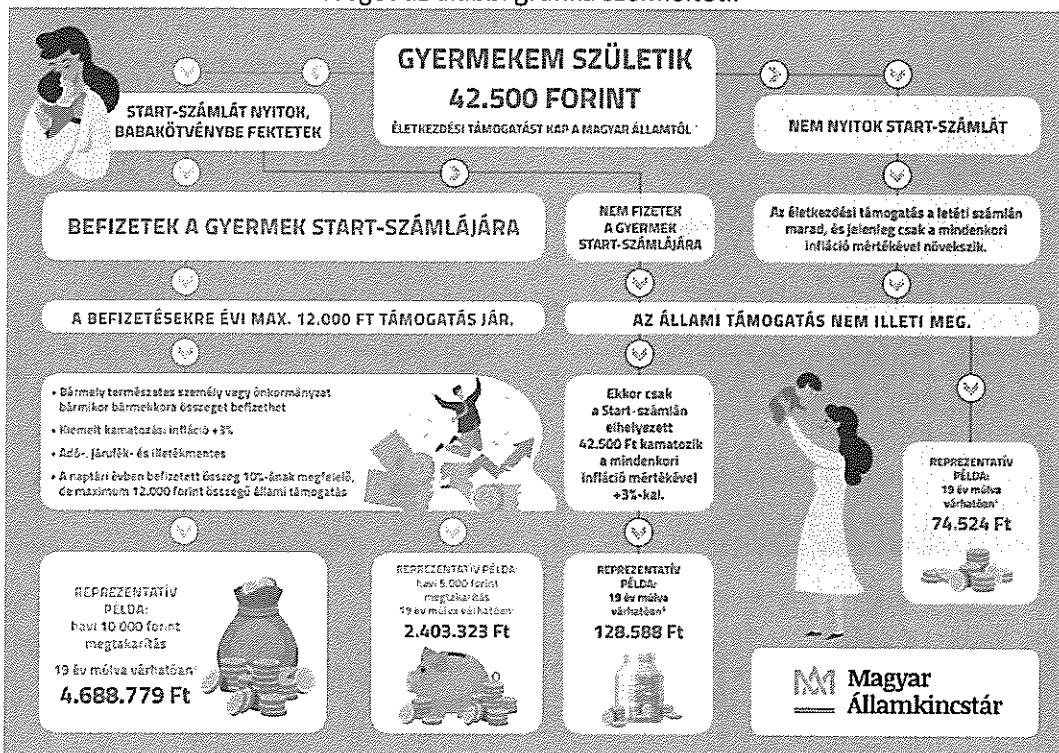 GYERMEKEM SZÜLETIK
42.500 FORINT
ÉLETKEZDÉSI TÁMOGATÁST KAP A MAGYAR ÁLLAMTÓL
START-SZÁMLÁT NYITOK,
BABAKÖTVÉNYBE FEKTETEK
NEM NYITOK START-SZÁMLÁT
BEFIZETEK A GYERMEK START-SZÁMLÁJÁRA
NEM FIZETEK
A GYERMEK
START-SZÁMLÁJÁRA
Az életkezdési támogatás a letéti számlán
marad, és jelenleg csak a mindenkori
infláció mértékével növekszik.
A BEFIZETÉSEKRE ÉVI MAX. 12.000 FT TÁMOGATÁS JÁR.
AZ ÁLLAMI TÁMOGATÁS NEM ILLETI MEG.
• Bármely természetes személy vagy önkormányzat
bármikor bármekkora összeget befizethet
• Kiemelt kamatozás: infláció +3%
• Adó-, járulék- és illetékmentes
• A naptári évben befizetett összeg 10%-ának megfelelő,
de maximum 12.000 forint összegű állami támogatás
Ekkor csak
a Start-számlán
elhelyezett
42.500 Ft kamatozik
a mindenkori
infláció mértékével
+3%-kal.
REPREZENTATÍV
PÉLDA:
19 év múlva
várhatóan*
74.524 Ft
REPREZENTATÍV
PÉLDA:
havi 10 000 forint
megtakarítás
19 év múlva várhatóan*
4.688.779 Ft
REPREZENTATÍV PÉLDA:
havi 5.000 forint
megtakarítás
19 év múlva várhatóan*
2.403.323 Ft
REPREZENTATÍV
PÉLDA:
19 év múlva
várhatóan*
128.588 Ft
Magyar
Államkincstár